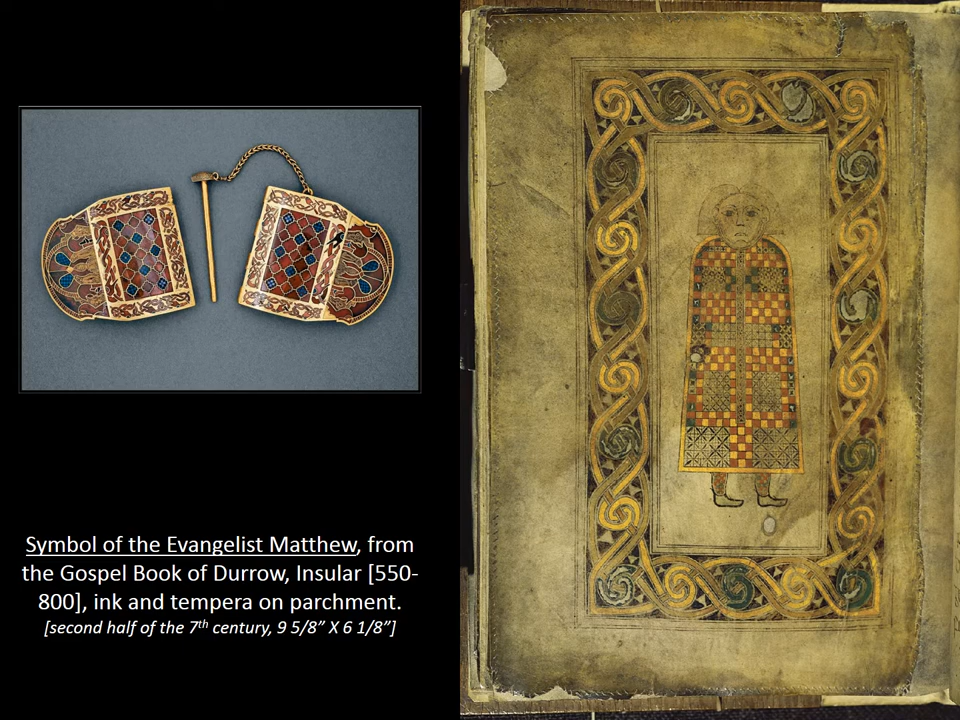 Symbol of the Evangelist Matthew, from
the Gospel Book of Durrow, Insular [550-
800], ink and tempera on parchment.
[second half of the 7th century, 9 5/8” X 6 1/8”]